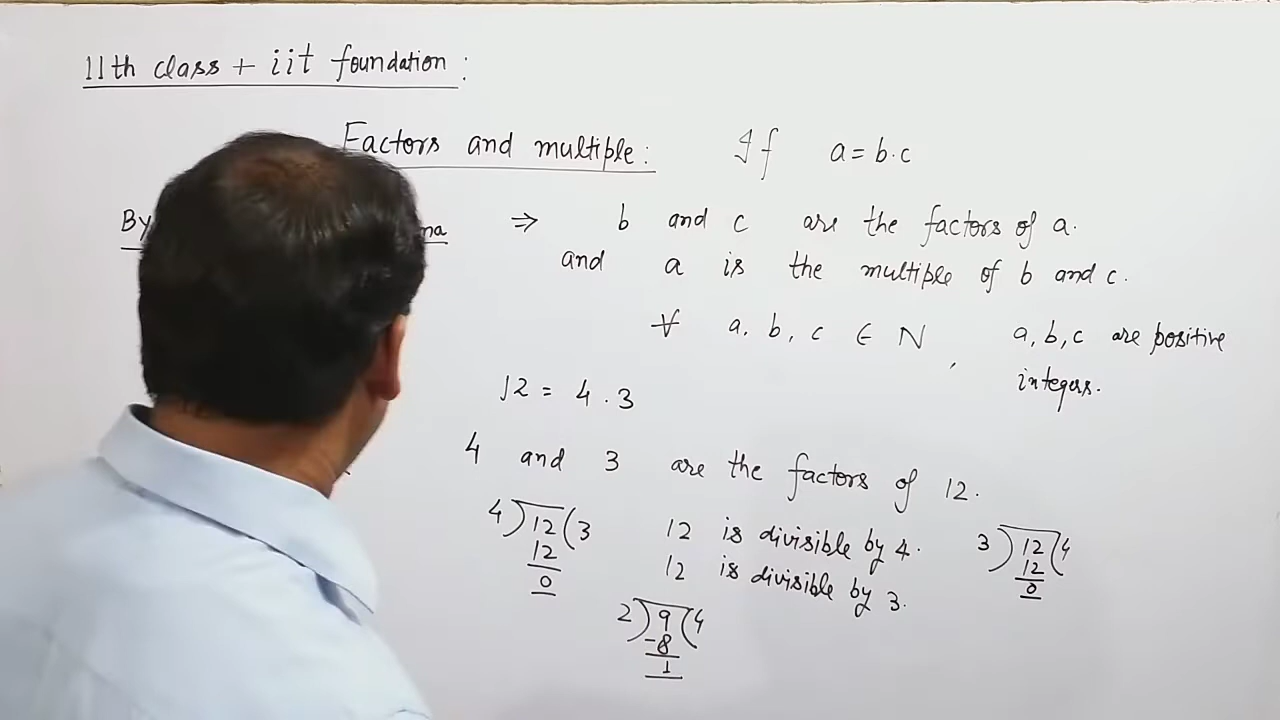 11th class + iit foundation :
Factors and multiple : If a = b.c
By
⇒ b and c are the factors of a.
and a is the multiple of b and c.
∀ a, b, c ∈ N , a, b, c are positive
integers.
12 = 4 . 3
4 and 3 are the factors of 12.
4 ) 12 ( 3 12 is divisible by 4. 3 ) 12 ( 4
12 12
0 0
12 is divisible by 3.
2 ) 9 ( 4
-8
1